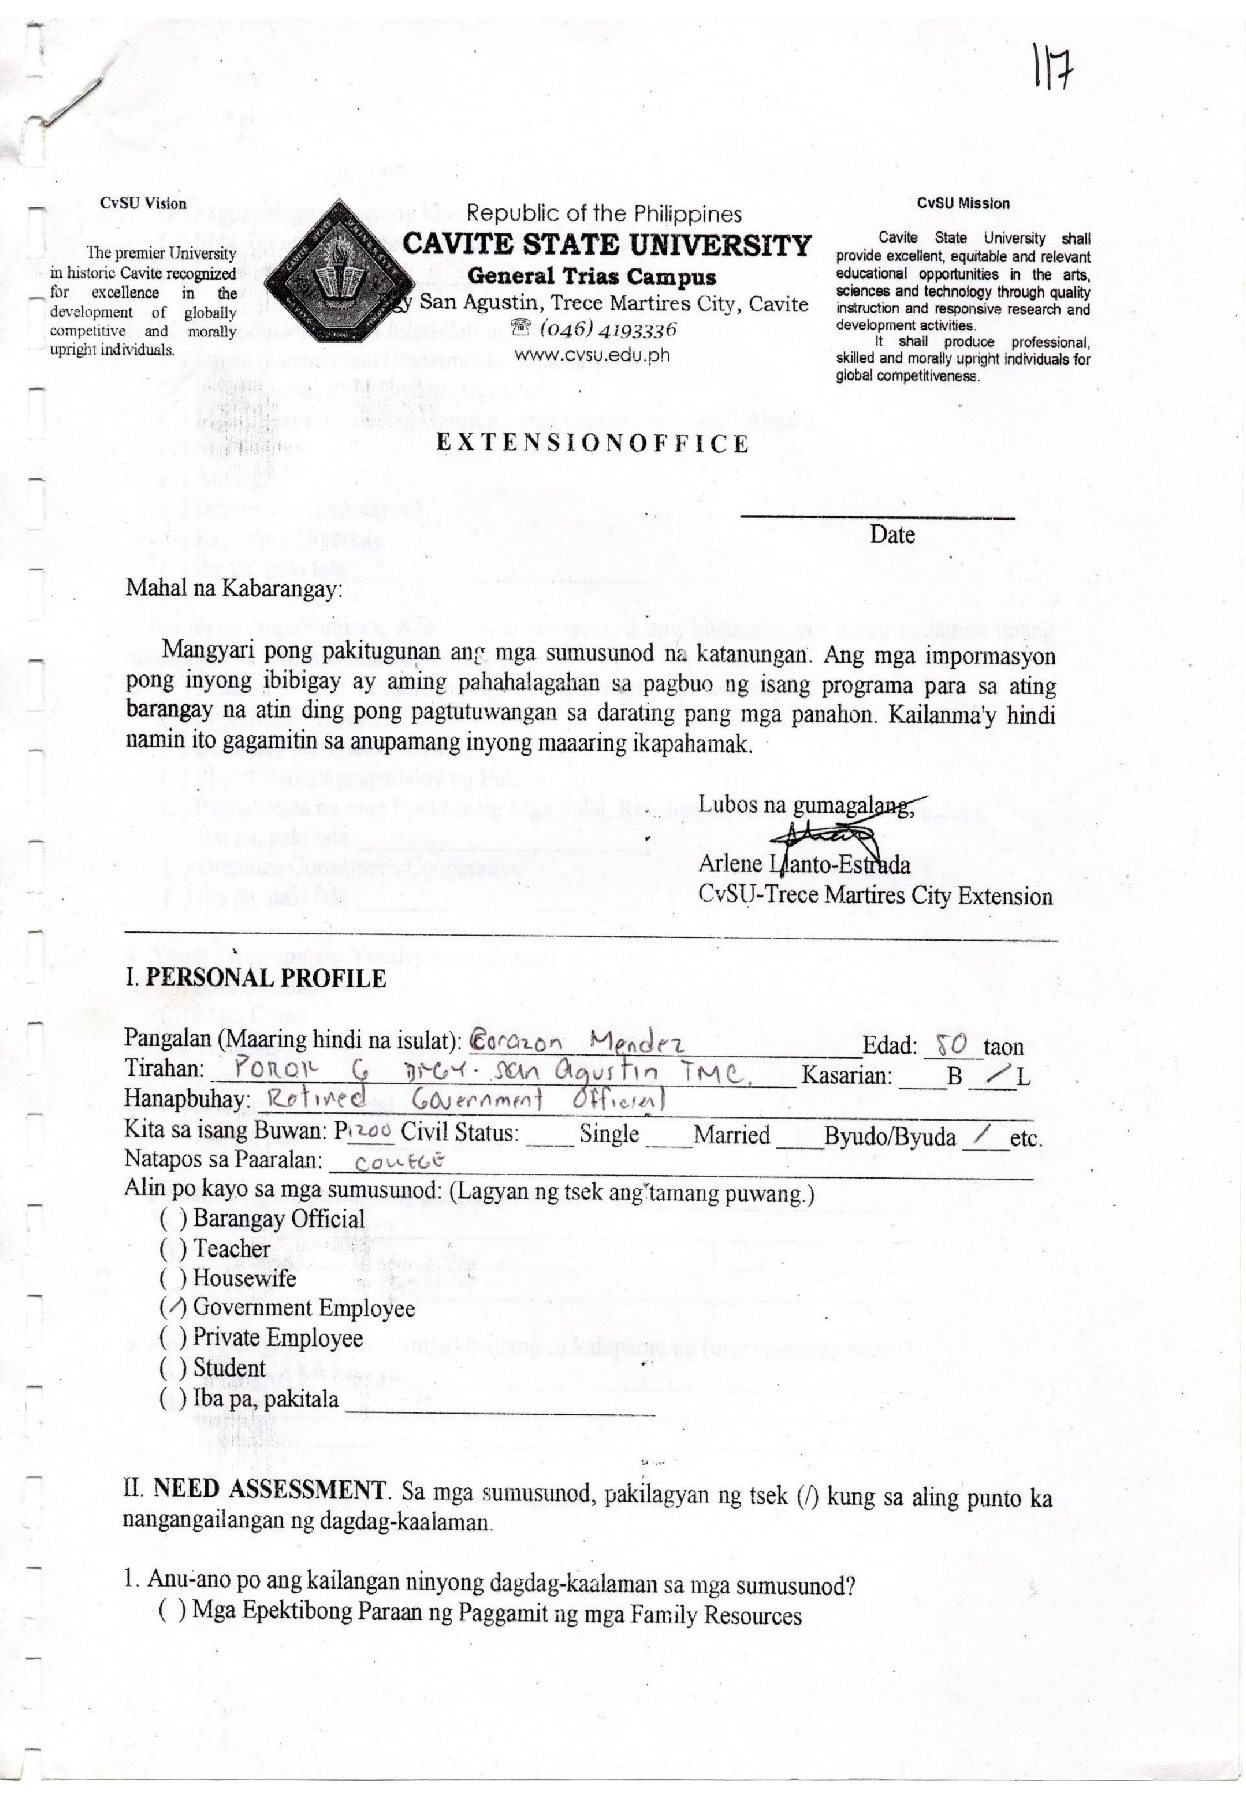 117
CvSU Vision
The premier University
in historic Cavite recognized
for excellence in the
development of globally
competitive and morally
upright individuals.
Republic of the Philippines
CAVITE STATE UNIVERSITY
General Trias Campus
y San Agustin, Trece Martires City, Cavite
☏ (046) 4193336
www.cvsu.edu.ph
CvSU Mission
Cavite State University shall
provide excellent, equitable and relevant
educational opportunities in the arts,
sciences and technology through quality
instruction and responsive research and
development activities.
It shall produce professional,
skilled and morally upright individuals for
global competitiveness.
EXTENSIONOFFICE
Date
Mahal na Kabarangay:
Mangyari pong pakitugunan ang mga sumusunod na katanungan. Ang mga impormasyon
pong inyong ibibigay ay aming pahahalagahan sa pagbuo ng isang programa para sa ating
barangay na atin ding pong pagtutuwangan sa darating pang mga panahon. Kailanma'y hindi
namin ito gagamitin sa anupamang inyong maaaring ikapahamak.
Lubos na gumagalang,
Arlene Llanto-Estrada
CvSU-Trece Martires City Extension
I. PERSONAL PROFILE
Pangalan (Maaring hindi na isulat): Corazon Mendez Edad: 50 taon
Tirahan: POROK 6 BRGY. San Agustin TMC. Kasarian: ____B /L
Hanapbuhay: Retired Government Official
Kita sa isang Buwan: P1200 Civil Status: ____ Single ____Married ____Byudo/Byuda / etc.
Natapos sa Paaralan: College
Alin po kayo sa mga sumusunod: (Lagyan ng tsek ang tamang puwang.)
( ) Barangay Official
( ) Teacher
( ) Housewife
(/) Government Employee
( ) Private Employee
( ) Student
( ) Iba pa, pakitala
II. NEED ASSESSMENT. Sa mga sumusunod, pakilagyan ng tsek (/) kung sa aling punto ka
nangangailangan ng dagdag-kaalaman.
1. Anu-ano po ang kailangan ninyong dagdag-kaalaman sa mga sumusunod?
( ) Mga Epektibong Paraan ng Paggamit ng mga Family Resources